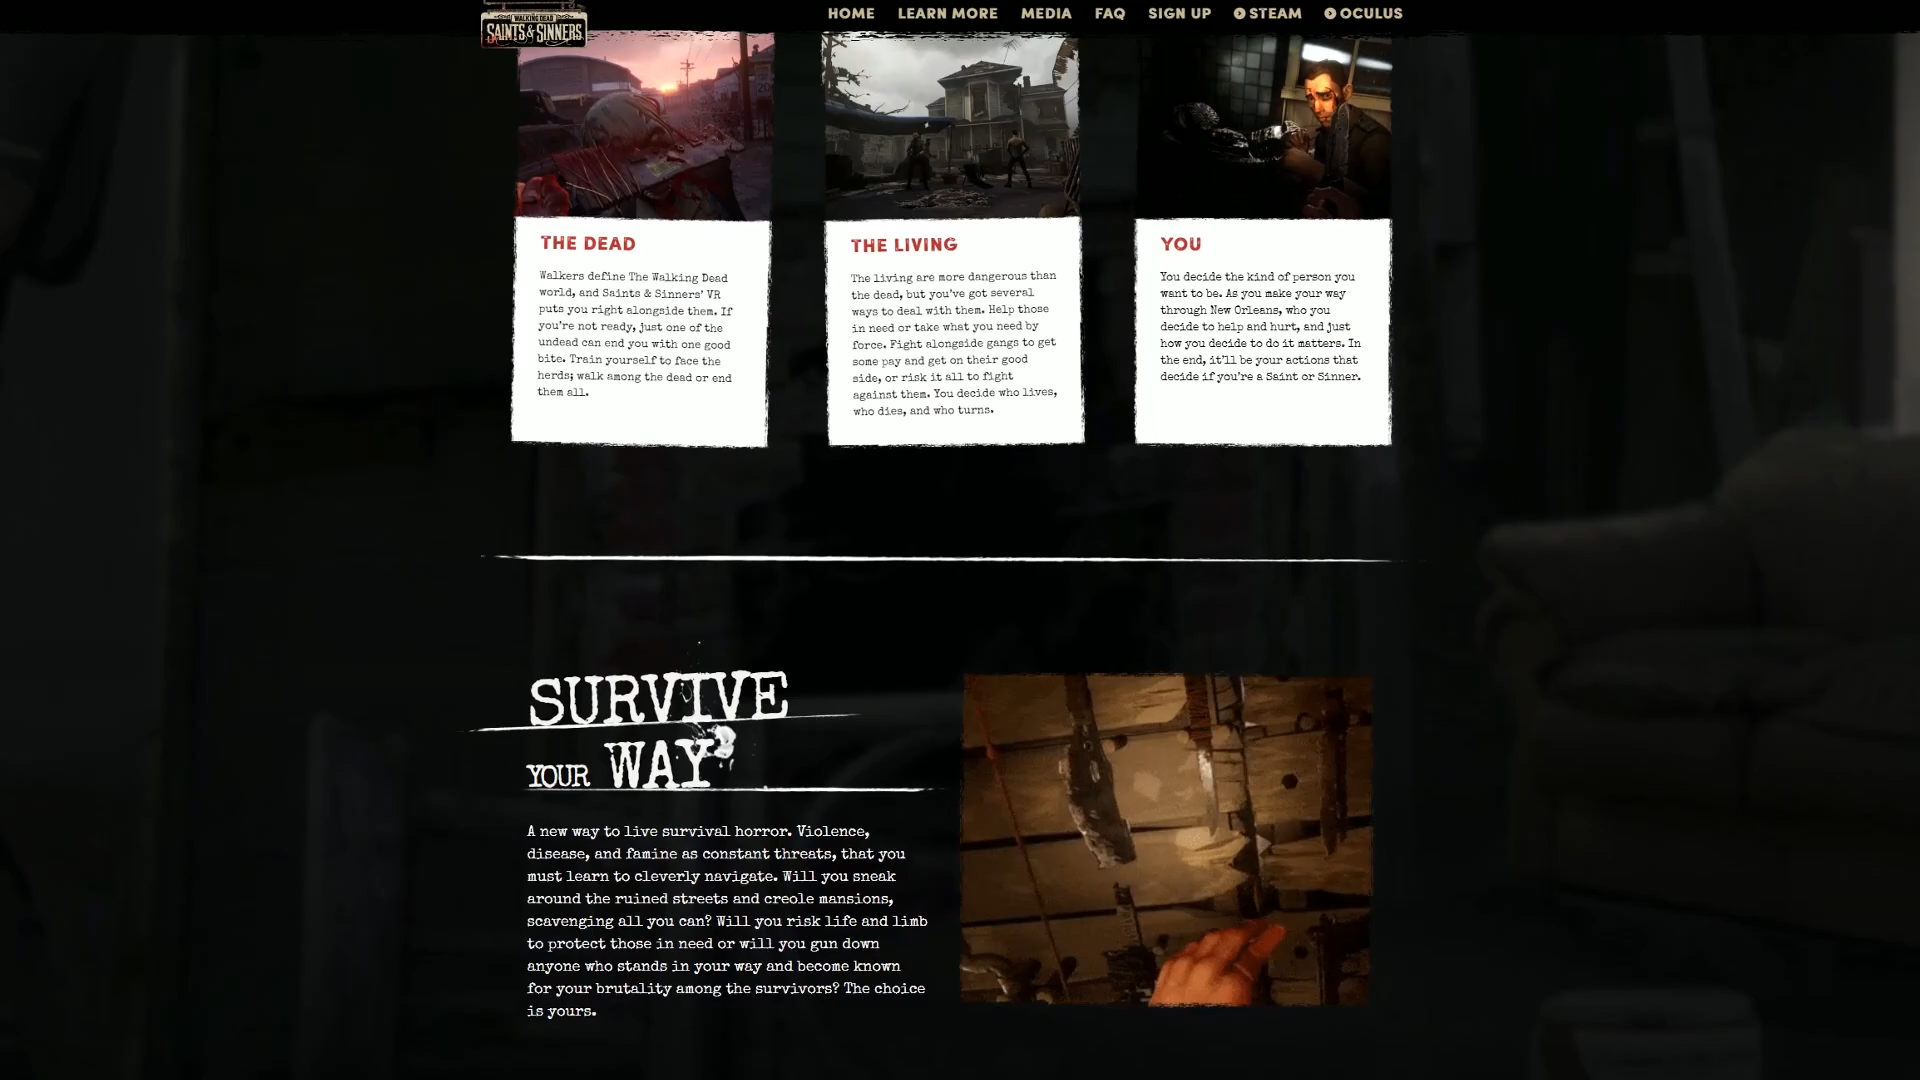 WALKING DEAD
SAINTS & SINNERS
HOME LEARN MORE MEDIA FAQ SIGN UP STEAM OCULUS
THE DEAD
Walkers define The Walking Dead
world, and Saints & Sinners' VR
puts you right alongside them. If
you're not ready, just one of the
undead can end you with one good
bite. Train yourself to face the
herds; walk among the dead or end
them all.
THE LIVING
The living are more dangerous than
the dead, but you've got several
ways to deal with them. Help those
in need or take what you need by
force. Fight alongside gangs to get
some pay and get on their good
side, or risk it all to fight
against them. You decide who lives,
who dies, and who turns.
YOU
You decide the kind of person you
want to be. As you make your way
through New Orleans, who you
decide to help and hurt, and just
how you decide to do it matters. In
the end, it'll be your actions that
decide if you're a Saint or Sinner.
SURVIVE
YOUR WAY
A new way to live survival horror. Violence,
disease, and famine as constant threats, that you
must learn to cleverly navigate. Will you sneak
around the ruined streets and creole mansions,
scavenging all you can? Will you risk life and limb
to protect those in need or will you gun down
anyone who stands in your way and become known
for your brutality among the survivors? The choice
is yours.